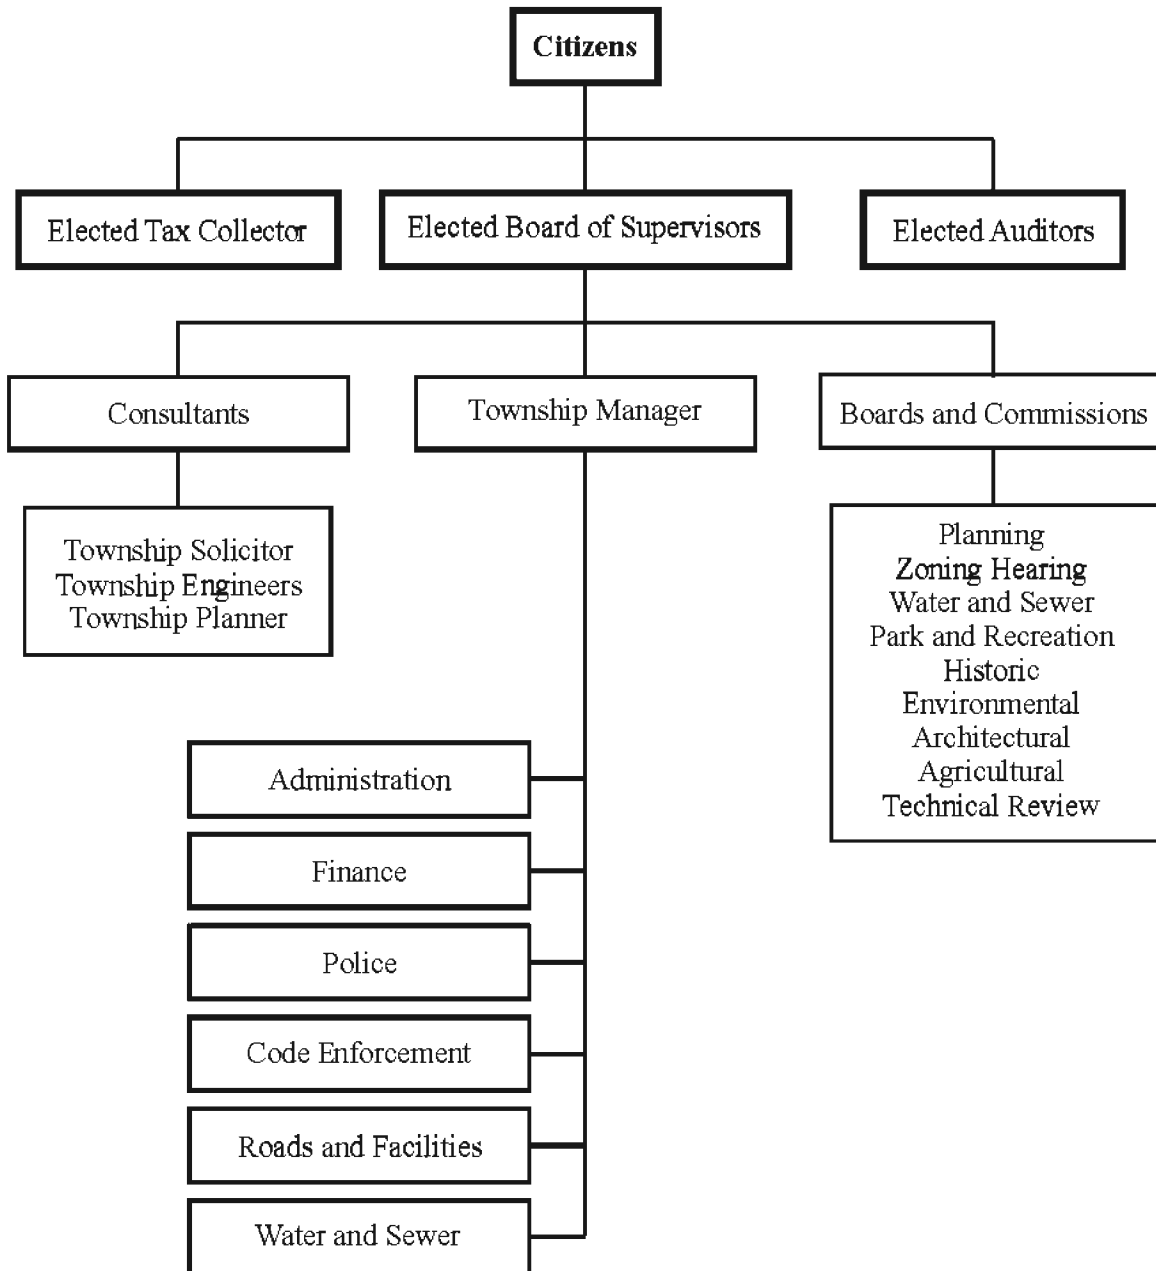 Citizens
Elected Tax Collector
Elected Board of Supervisors
Elected Auditors
Consultants
Township Manager
Boards and Commissions
Township Solicitor
Township Engineers
Township Planner
Planning
Zoning Hearing
Water and Sewer
Park and Recreation
Historic
Environmental
Architectural
Agricultural
Technical Review
Administration
Finance
Police
Code Enforcement
Roads and Facilities
Water and Sewer